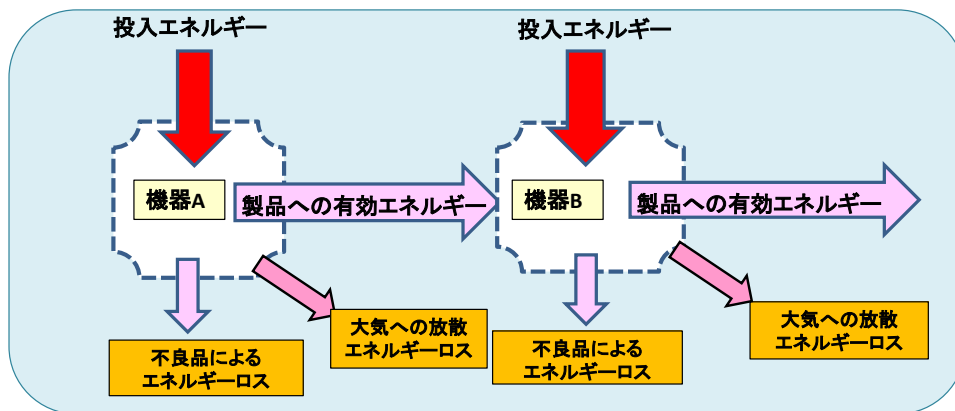 投入エネルギー
投入エネルギー
機器A
製品への有効エネルギー
機器B
製品への有効エネルギー
不良品による
エネルギーロス
大気への放散
エネルギーロス
不良品による
エネルギーロス
大気への放散
エネルギーロス